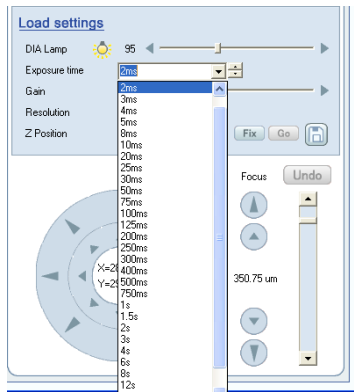 Load settings
DIA Lamp 95
Exposure time 2ms
Gain
Resolution
Z Position
Fix Go
2ms
3ms
4ms
5ms
8ms
10ms
20ms
25ms
30ms
50ms
75ms
100ms
125ms
200ms
250ms
300ms
400ms
500ms
750ms
1s
1.5s
2s
3s
4s
6s
8s
12s
Focus Undo
X=2
Y=2
350.75 um